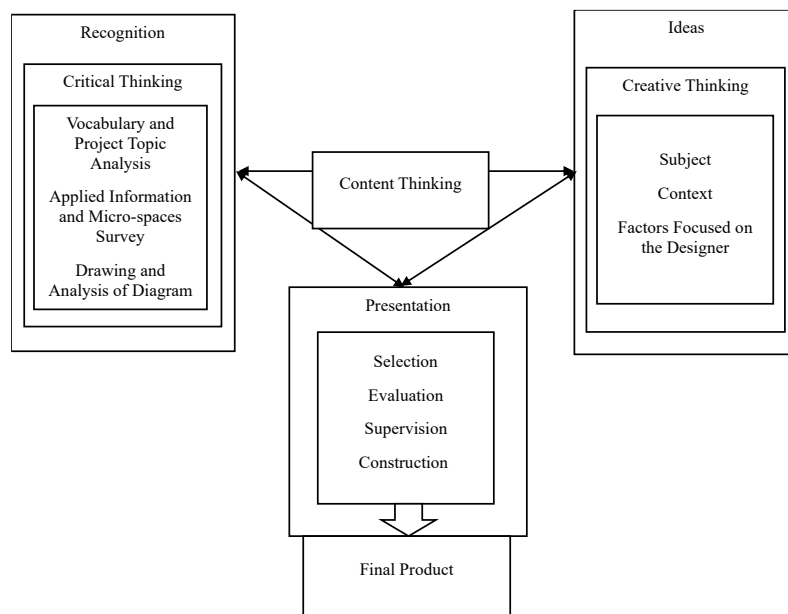 Recognition
Critical Thinking
Vocabulary and
Project Topic
Analysis
Applied Information
and Micro-spaces
Survey
Drawing and
Analysis of Diagram
Content Thinking
Ideas
Creative Thinking
Subject
Context
Factors Focused on
the Designer
Presentation
Selection
Evaluation
Supervision
Construction
Final Product